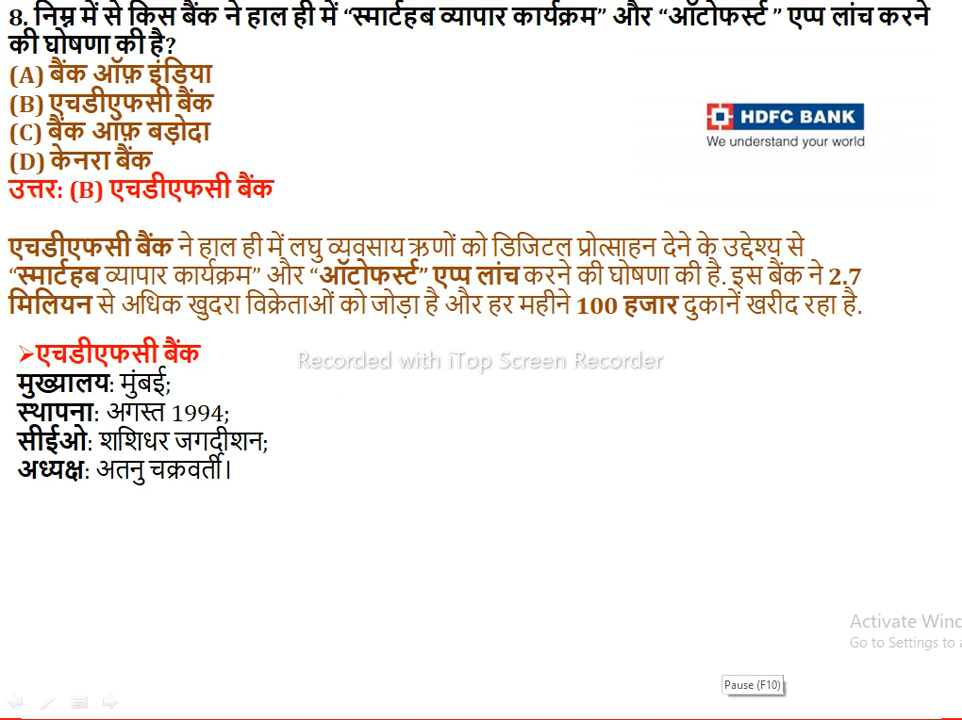 8. निम्न में से किस बैंक ने हाल ही में “स्मार्टहब व्यापार कार्यक्रम” और “ऑटोफर्स्ट ” एप्प लांच करने
की घोषणा की है?
(A) बैंक ऑफ़ इंडिया
(B) एचडीएफसी बैंक
(C) बैंक ऑफ़ बड़ोदा
(D) केनरा बैंक
उत्तर: (B) एचडीएफसी बैंक
HDFC BANK
We understand your world
एचडीएफसी बैंक ने हाल ही में लघु व्यवसाय ऋणों को डिजिटल प्रोत्साहन देने के उद्देश्य से
“स्मार्टहब व्यापार कार्यक्रम” और “ऑटोफर्स्ट” एप्प लांच करने की घोषणा की है. इस बैंक ने 2.7
मिलियन से अधिक खुदरा विक्रेताओं को जोड़ा है और हर महीने 100 हजार दुकानें खरीद रहा है.
➢एचडीएफसी बैंक
मुख्यालय: मुंबई;
स्थापना: अगस्त 1994;
सीईओ: शशिधर जगदीशन;
अध्यक्ष: अतनु चक्रवर्ती।
Recorded with iTop Screen Recorder
Activate Wind
Go to Settings to a
Pause (F10)